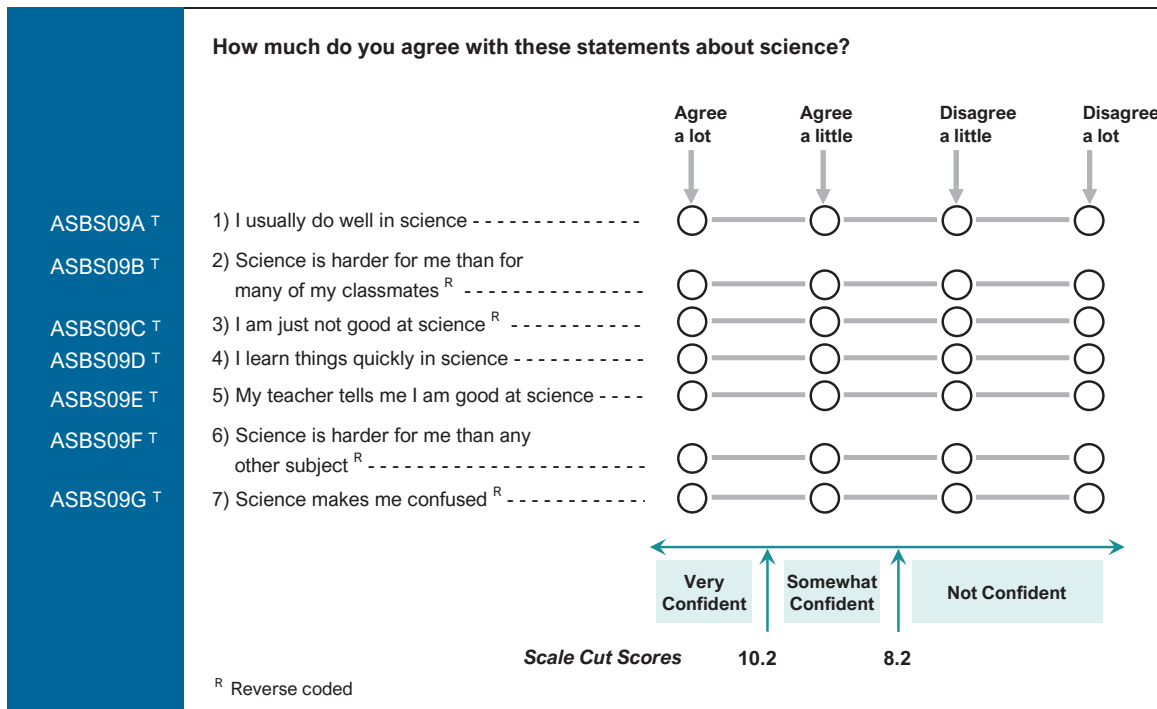 How much do you agree with these statements about science?
Agree a lot
Agree a little
Disagree a little
Disagree a lot
ASBS09A ᵀ 1) I usually do well in science - - - - - - - - - - - - - -
ASBS09B ᵀ 2) Science is harder for me than for
many of my classmates ᴿ - - - - - - - - - - - - - - -
ASBS09C ᵀ 3) I am just not good at science ᴿ - - - - - - - - - - -
ASBS09D ᵀ 4) I learn things quickly in science - - - - - - - - - - -
ASBS09E ᵀ 5) My teacher tells me I am good at science - - - -
ASBS09F ᵀ 6) Science is harder for me than any
other subject ᴿ - - - - - - - - - - - - - - - - - - - - - - -
ASBS09G ᵀ 7) Science makes me confused ᴿ - - - - - - - - - - -
Very Confident
Somewhat Confident
Not Confident
Scale Cut Scores 10.2 8.2
ᴿ Reverse coded